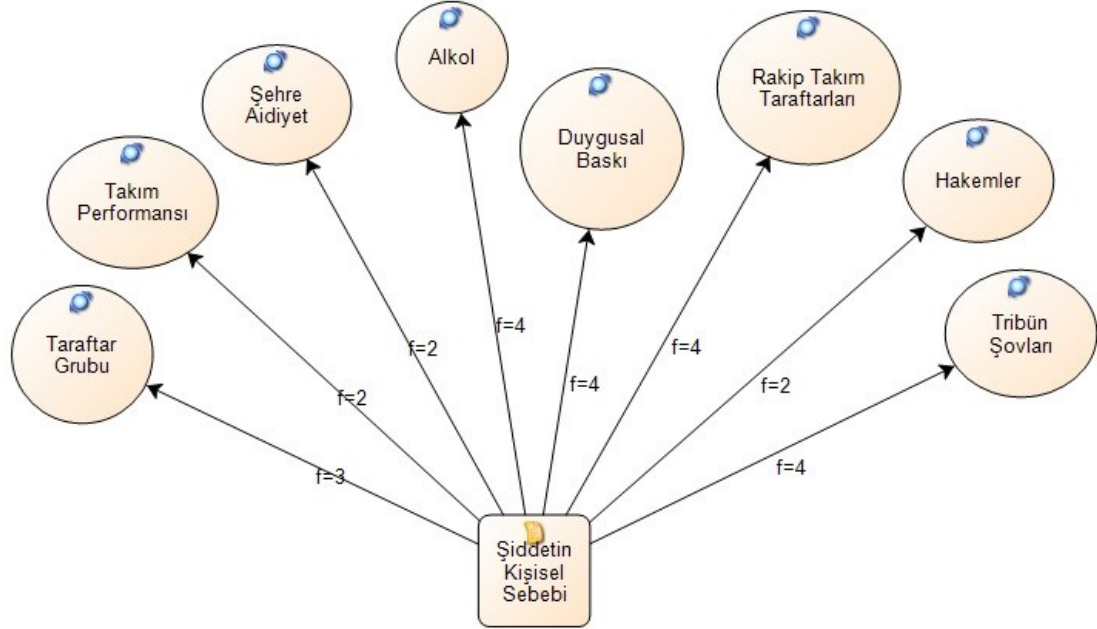 Alkol
Şehre
Aidiyet
Rakip Takım
Taraftarları
Duygusal
Baskı
Takım
Performansı
Hakemler
Taraftar
Grubu
Tribün
Şovları
f=4
f=2
f=4
f=4
f=2
f=2
f=3
f=4
Şiddetin
Kişisel
Sebebi